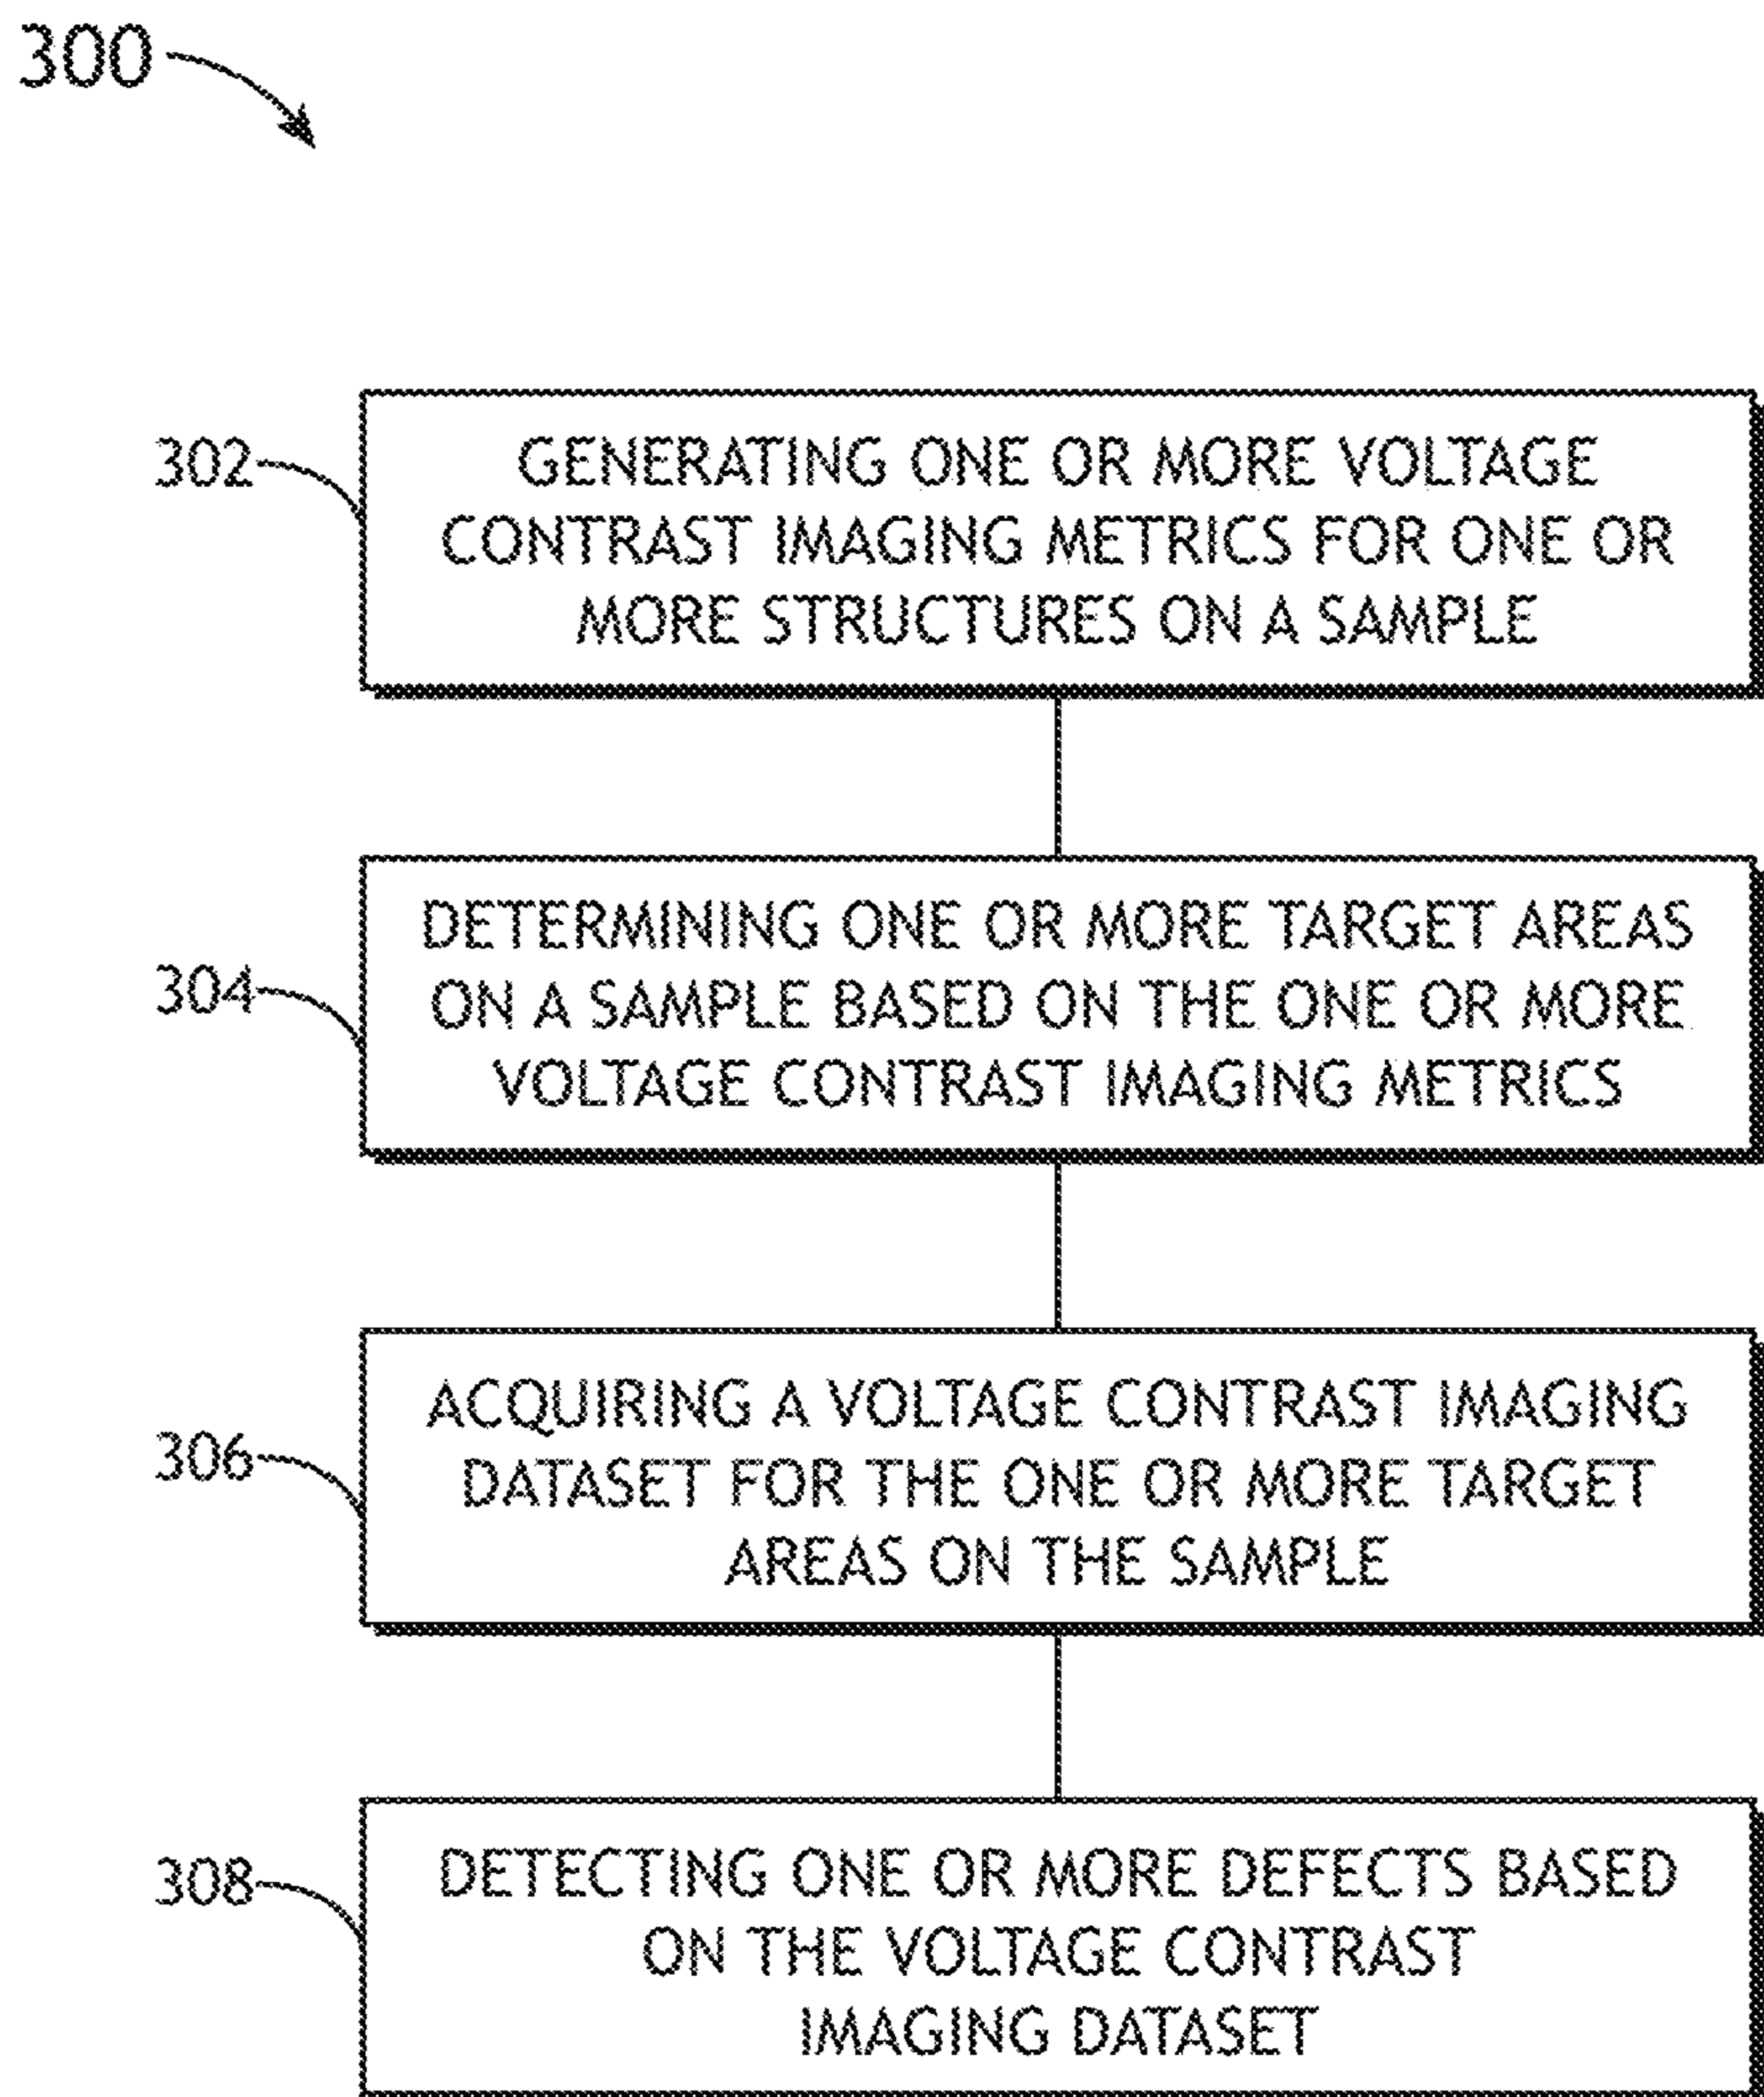 300
302
GENERATING ONE OR MORE VOLTAGE
CONTRAST IMAGING METRICS FOR ONE OR
MORE STRUCTURES ON A SAMPLE
304
DETERMINING ONE OR MORE TARGET AREAS
ON A SAMPLE BASED ON THE ONE OR MORE
VOLTAGE CONTRAST IMAGING METRICS
306
ACQUIRING A VOLTAGE CONTRAST IMAGING
DATASET FOR THE ONE OR MORE TARGET
AREAS ON THE SAMPLE
308
DETECTING ONE OR MORE DEFECTS BASED
ON THE VOLTAGE CONTRAST
IMAGING DATASET